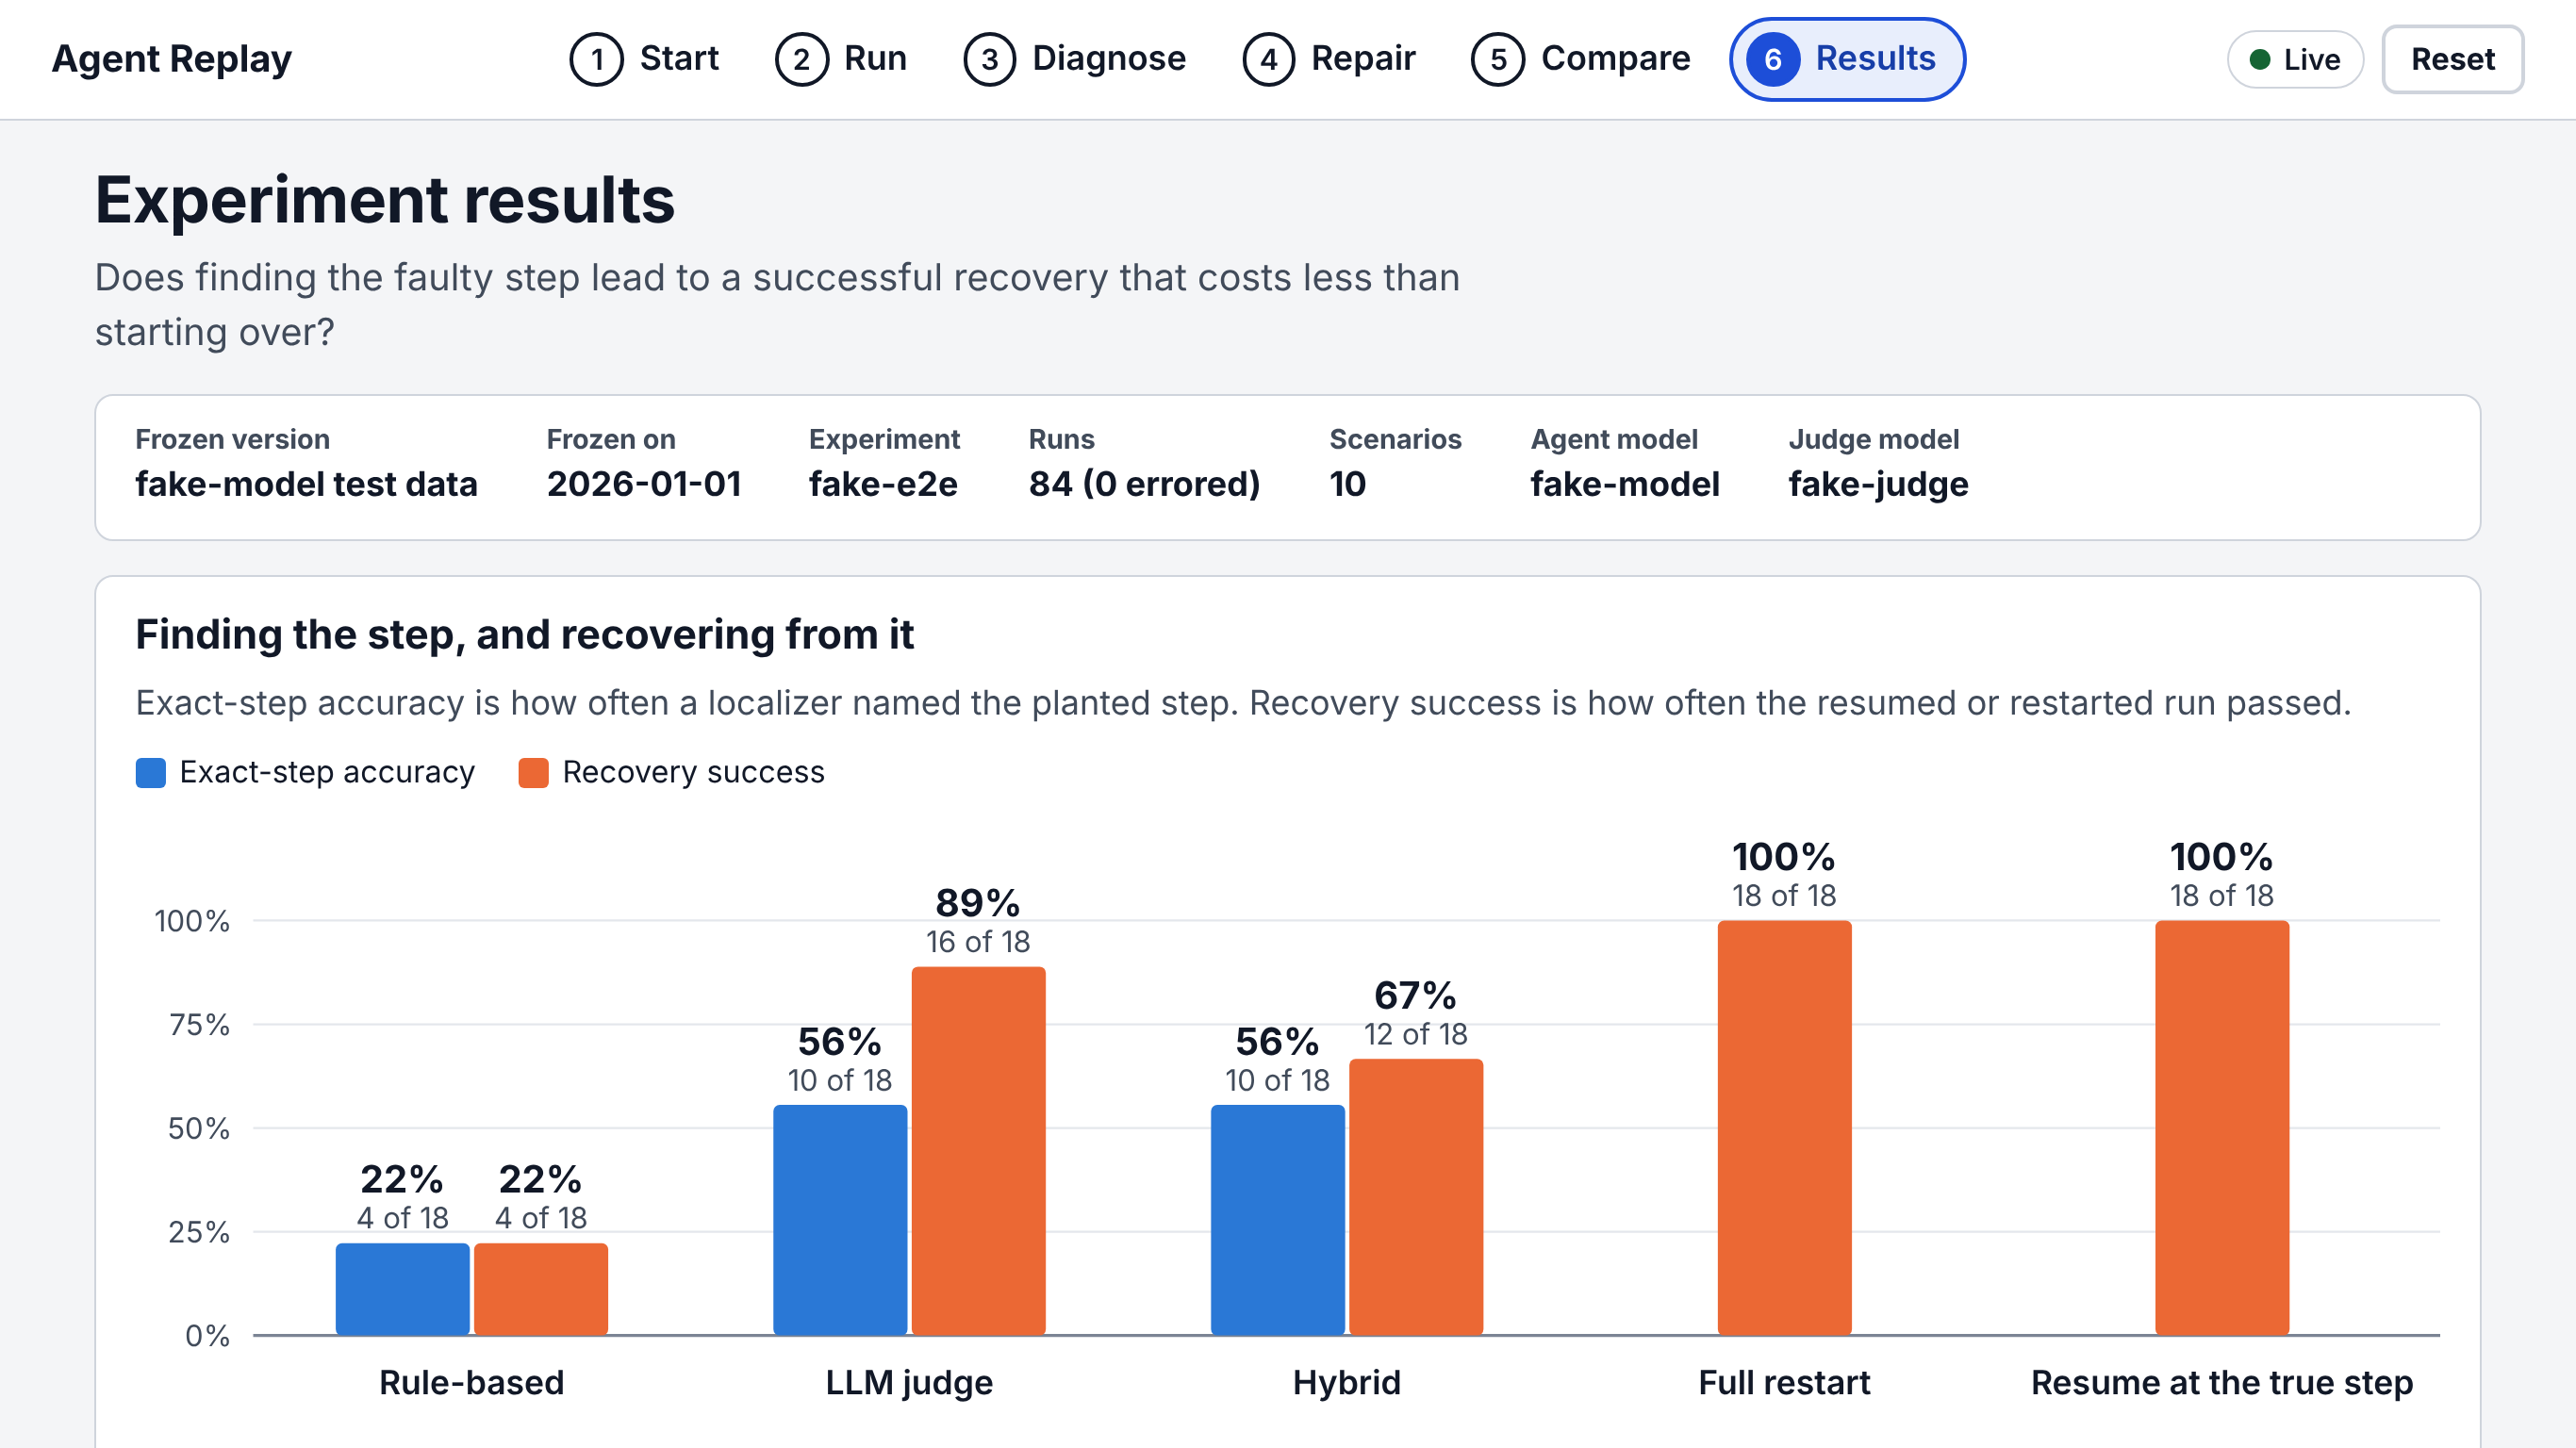 Agent Replay
1 Start
2 Run
3 Diagnose
4 Repair
5 Compare
6 Results
Live
Reset
Experiment results
Does finding the faulty step lead to a successful recovery that costs less than
starting over?
Frozen version
fake-model test data
Frozen on
2026-01-01
Experiment
fake-e2e
Runs
84 (0 errored)
Scenarios
10
Agent model
fake-model
Judge model
fake-judge
Finding the step, and recovering from it
Exact-step accuracy is how often a localizer named the planted step. Recovery success is how often the resumed or restarted run passed.
Exact-step accuracy
Recovery success
100%
75%
50%
25%
0%
22%
4 of 18
22%
4 of 18
56%
10 of 18
89%
16 of 18
56%
10 of 18
67%
12 of 18
100%
18 of 18
100%
18 of 18
Rule-based
LLM judge
Hybrid
Full restart
Resume at the true step